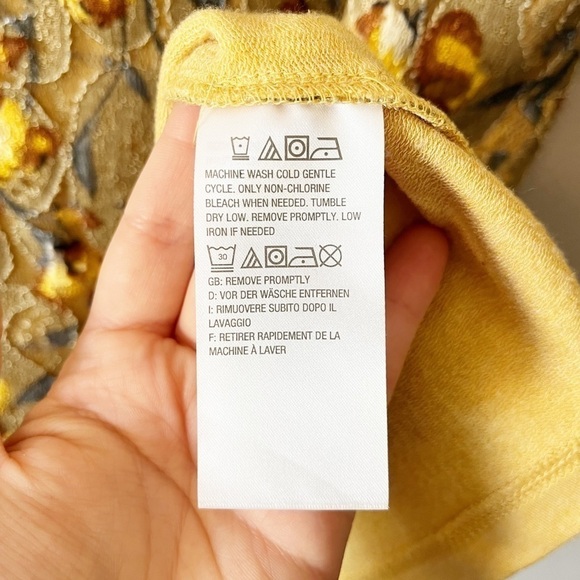 MACHINE WASH COLD GENTLE
CYCLE. ONLY NON-CHLORINE
BLEACH WHEN NEEDED. TUMBLE
DRY LOW. REMOVE PROMPTLY. LOW
IRON IF NEEDED
30
GB: REMOVE PROMPTLY
D: VOR DER WÄSCHE ENTFERNEN
I: RIMUOVERE SUBITO DOPO IL
LAVAGGIO
F: RETIRER RAPIDEMENT DE LA
MACHINE À LAVER